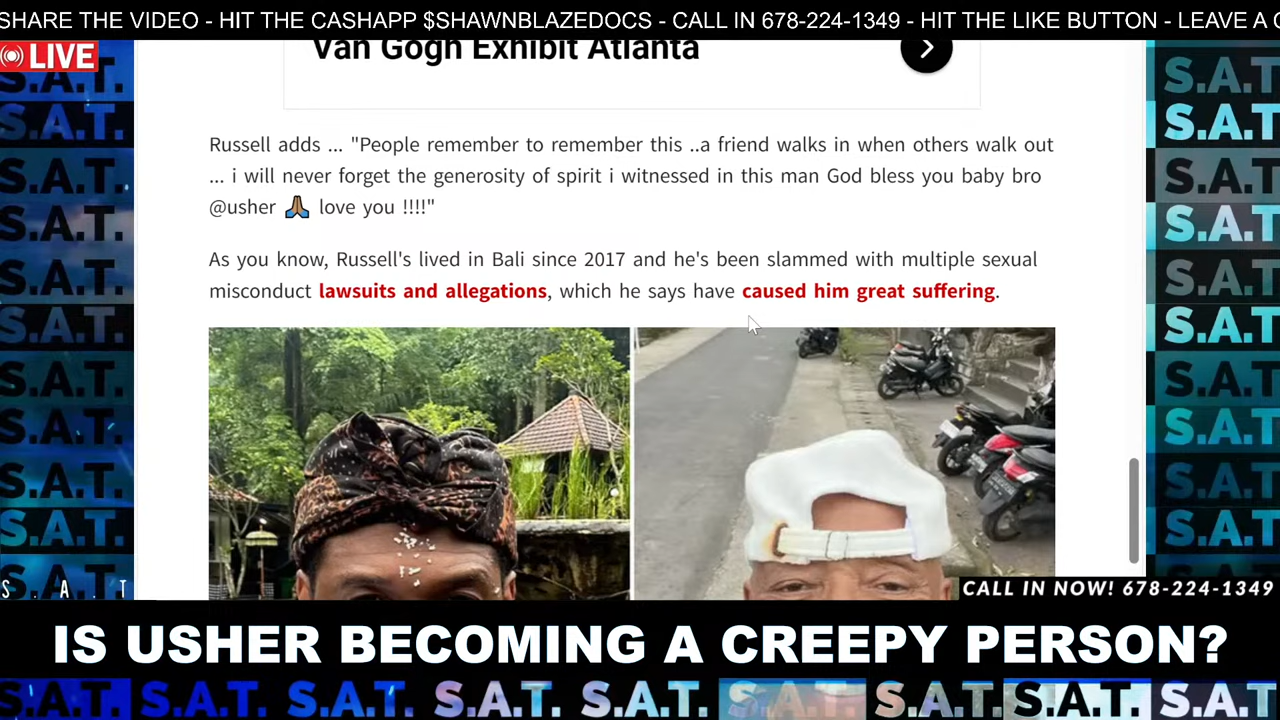 SHARE THE VIDEO - HIT THE CASHAPP $SHAWNBLAZEDOCS - CALL IN 678-224-1349 - HIT THE LIKE BUTTON - LEAVE A
LIVE
Van Gogh Exhibit Atlanta
Russell adds ... "People remember to remember this ..a friend walks in when others walk out
... i will never forget the generosity of spirit i witnessed in this man God bless you baby bro
@usher 🙏🏽 love you !!!!"
As you know, Russell's lived in Bali since 2017 and he's been slammed with multiple sexual
misconduct lawsuits and allegations, which he says have caused him great suffering.
S.A.T.
S.A.T.
S.A.T.
S.A.T.
S.A.T.
S.A.T.
S.A.T.
S.A.T.
S.A.T.
S.A.T.
S.A.T
S.A.T
S.A.T
S.A.T
S.A.T
S.A.T
S.A.T
S.A.T
S.A.T
S.A.T
S. A. T
CALL IN NOW! 678-224-1349
IS USHER BECOMING A CREEPY PERSON?
S.A.T. S.A.T. S.A.T. S.A.T. S.A.T. S.A.T. S.A.T. S.A.T. S.A.T.